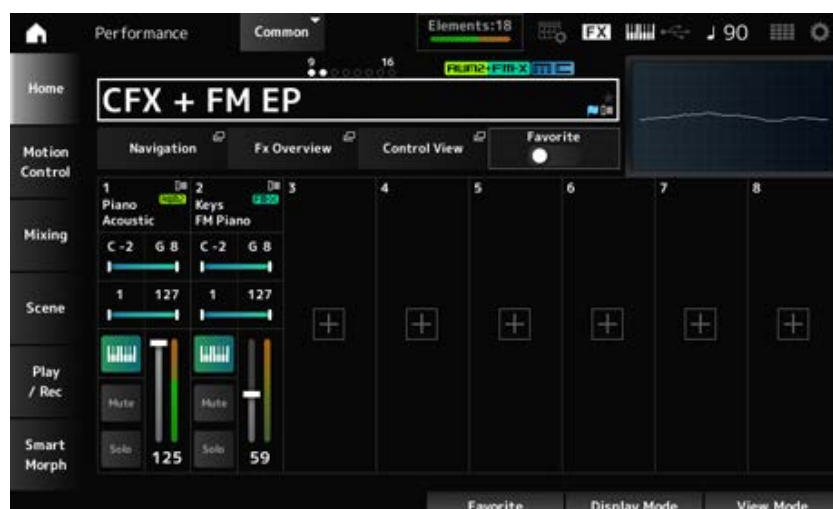 Performance
Common
Elements:18
FX
♩ 90
Home
9 16
AWM2+FM-X MC
CFX + FM EP
Motion
Control
Navigation
Fx Overview
Control View
Favorite
1 2 3 4 5 6 7 8
Piano Keys
Acoustic FM Piano
Mixing
C -2 G 8 C -2 G 8
Scene
1 127 1 127
Play
/ Rec
Mute Mute
Smart
Morph
Solo 125 Solo 59
Favorite Display Mode View Mode